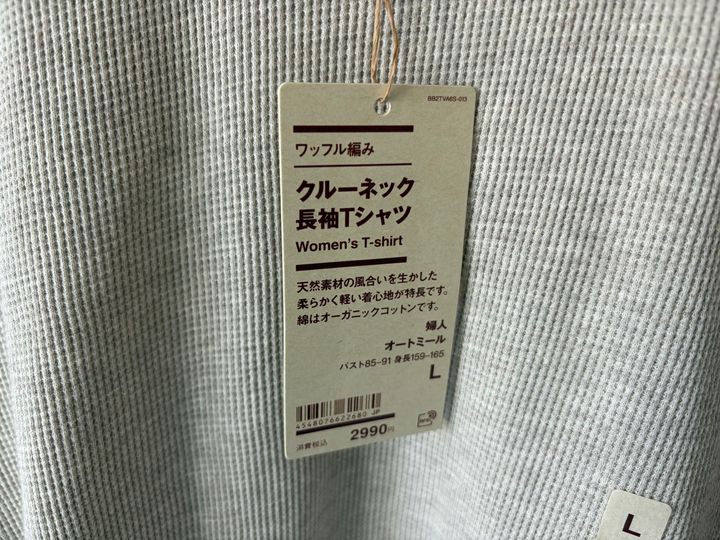 BB2TVA6S-013
ワッフル編み
クルーネック
長袖Tシャツ
Women's T-shirt
天然素材の風合いを生かした
柔らかく軽い着心地が特長です。
綿はオーガニックコットンです。
婦人
オートミール
バスト85-91 身長159-165
L
4548076622680 JP
消費税込 2990円
L